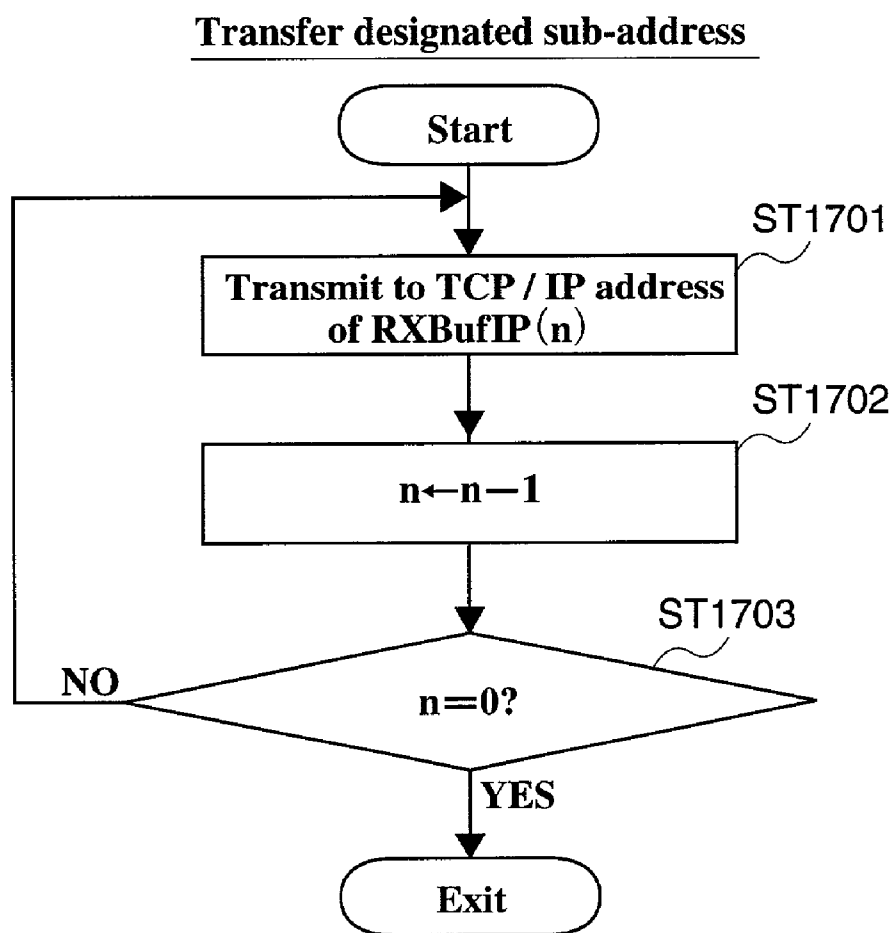 Transfer designated sub-address
Start
ST1701
Transmit to TCP / IP address
of RXBufIP(n)
ST1702
n←n−1
ST1703
NO
n=0?
YES
Exit